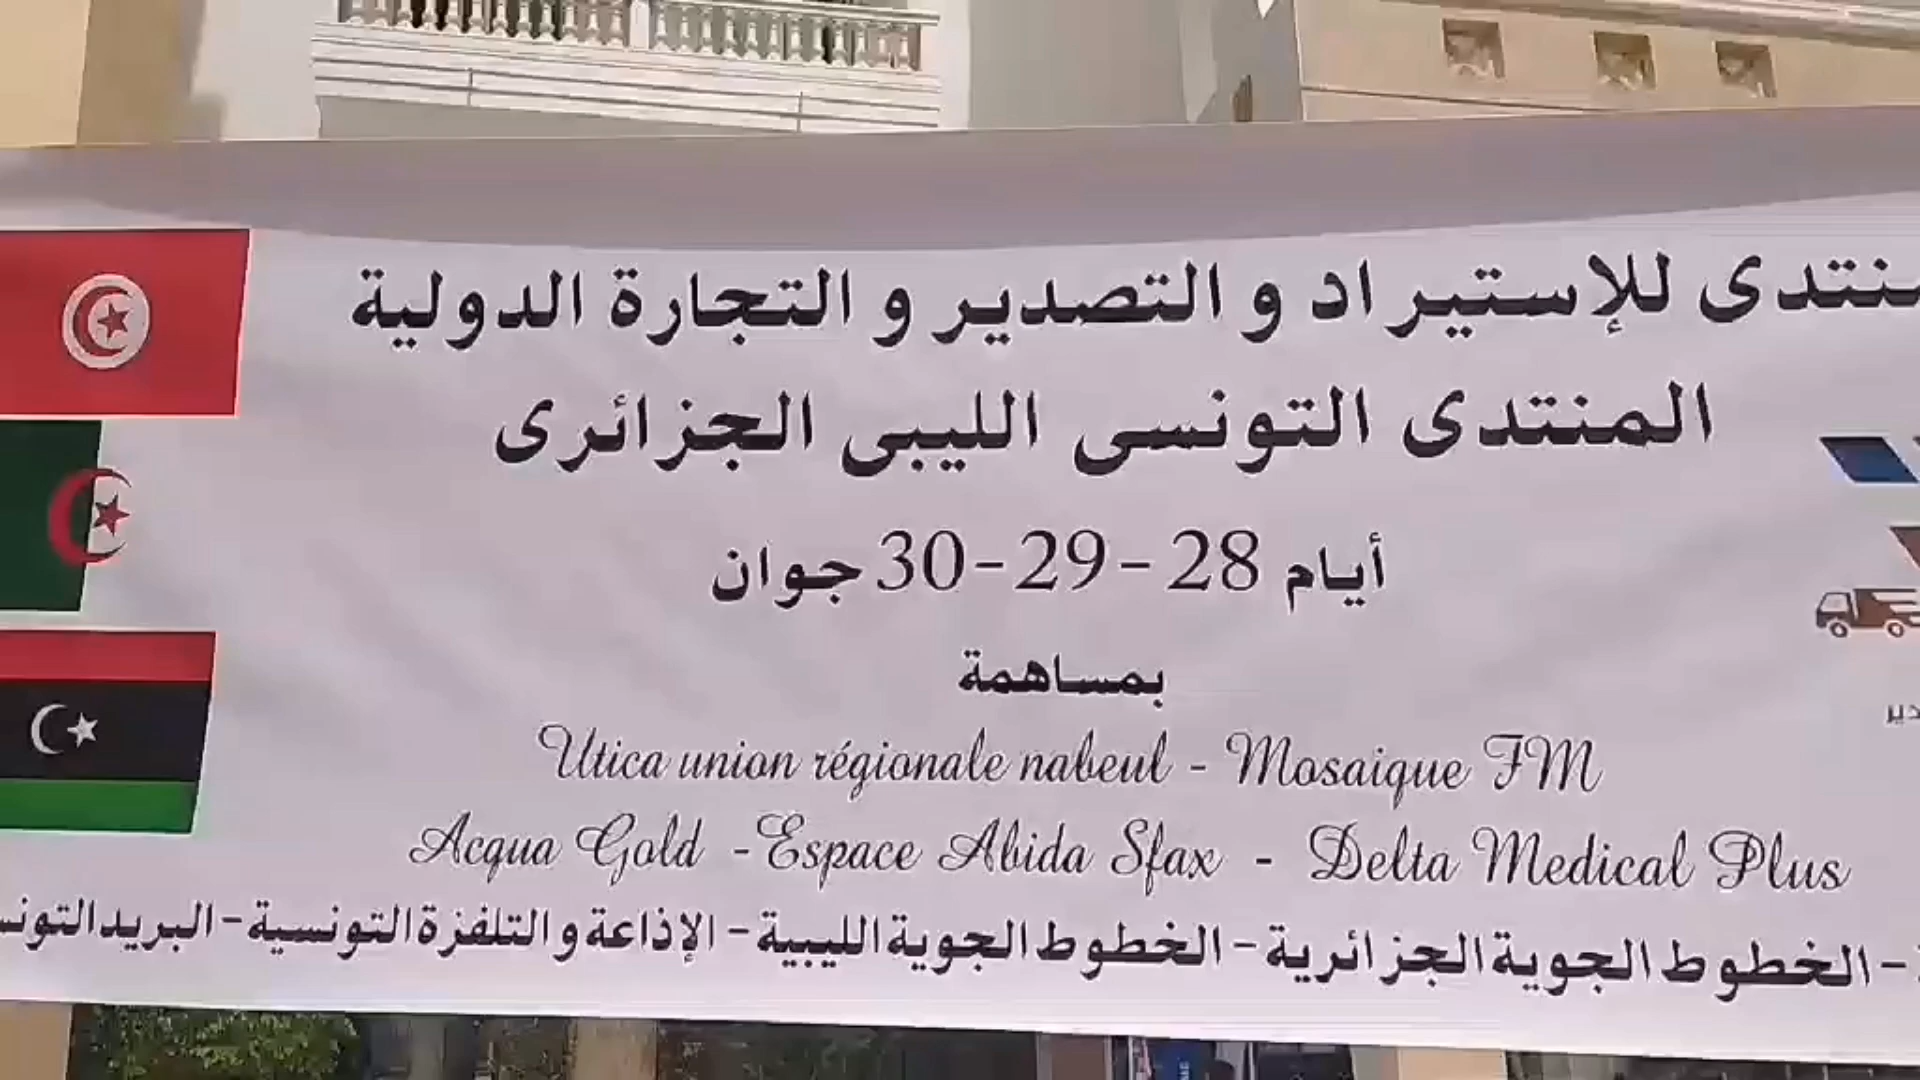 منتدى للإستيراد و التصدير و التجارة الدولية
المنتدى التونسى الليبى الجزائرى
أيام 28-29-30 جوان
بمساهمة
Utica union régionale nabeul - Mosaique FM
Acqua Gold - Espace Abida Sfax - Delta Medical Plus
- الخطوط الجوية الجزائرية - الخطوط الجوية الليبية - الإذاعة و التلفزة التونسية - البريد